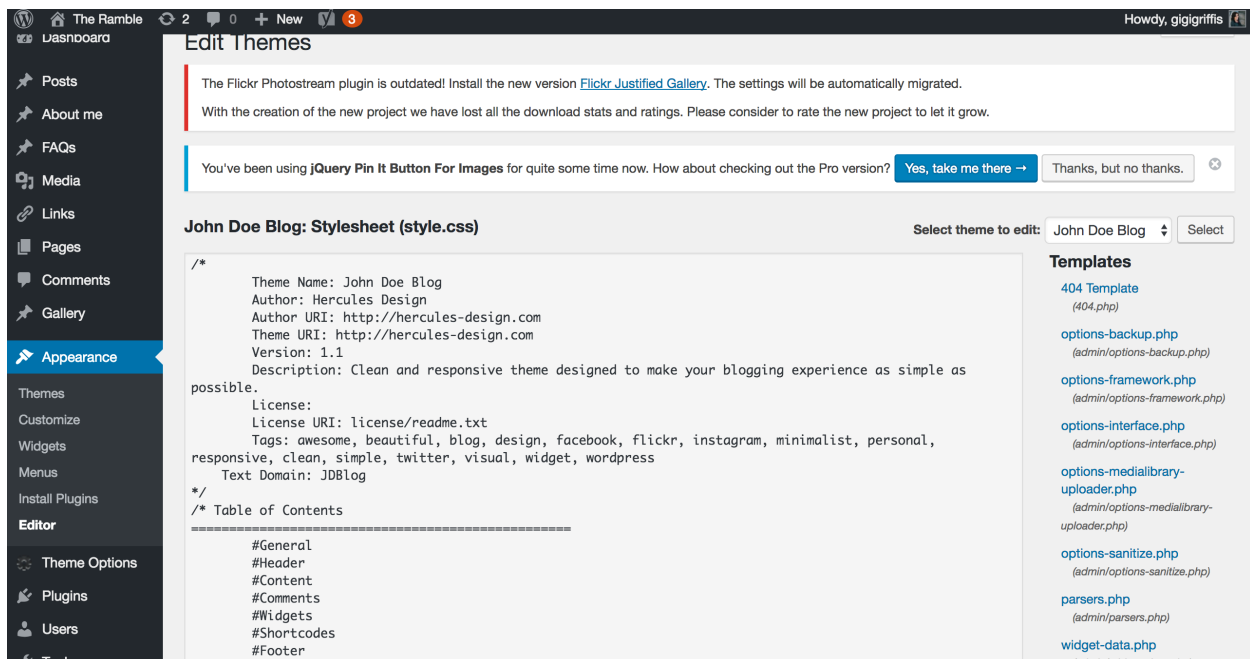 The Ramble 2 0 New 3 Howdy, gigigriffis
Dashboard
Posts
About me
FAQs
Media
Links
Pages
Comments
Gallery
Appearance
Themes
Customize
Widgets
Menus
Install Plugins
Editor
Theme Options
Plugins
Users
Edit Themes
The Flickr Photostream plugin is outdated! Install the new version Flickr Justified Gallery. The settings will be automatically migrated.
With the creation of the new project we have lost all the download stats and ratings. Please consider to rate the new project to let it grow.
You've been using jQuery Pin It Button For Images for quite some time now. How about checking out the Pro version? Yes, take me there → Thanks, but no thanks.
John Doe Blog: Stylesheet (style.css)
Select theme to edit: John Doe Blog Select
/*
Theme Name: John Doe Blog
Author: Hercules Design
Author URI: http://hercules-design.com
Theme URI: http://hercules-design.com
Version: 1.1
Description: Clean and responsive theme designed to make your blogging experience as simple as
possible.
License:
License URI: license/readme.txt
Tags: awesome, beautiful, blog, design, facebook, flickr, instagram, minimalist, personal,
responsive, clean, simple, twitter, visual, widget, wordpress
Text Domain: JDBlog
*/
/* Table of Contents
==================================================
#General
#Header
#Content
#Comments
#Widgets
#Shortcodes
#Footer
Templates
404 Template
(404.php)
options-backup.php
(admin/options-backup.php)
options-framework.php
(admin/options-framework.php)
options-interface.php
(admin/options-interface.php)
options-medialibrary-
uploader.php
(admin/options-medialibrary-
uploader.php)
options-sanitize.php
(admin/options-sanitize.php)
parsers.php
(admin/parsers.php)
widget-data.php